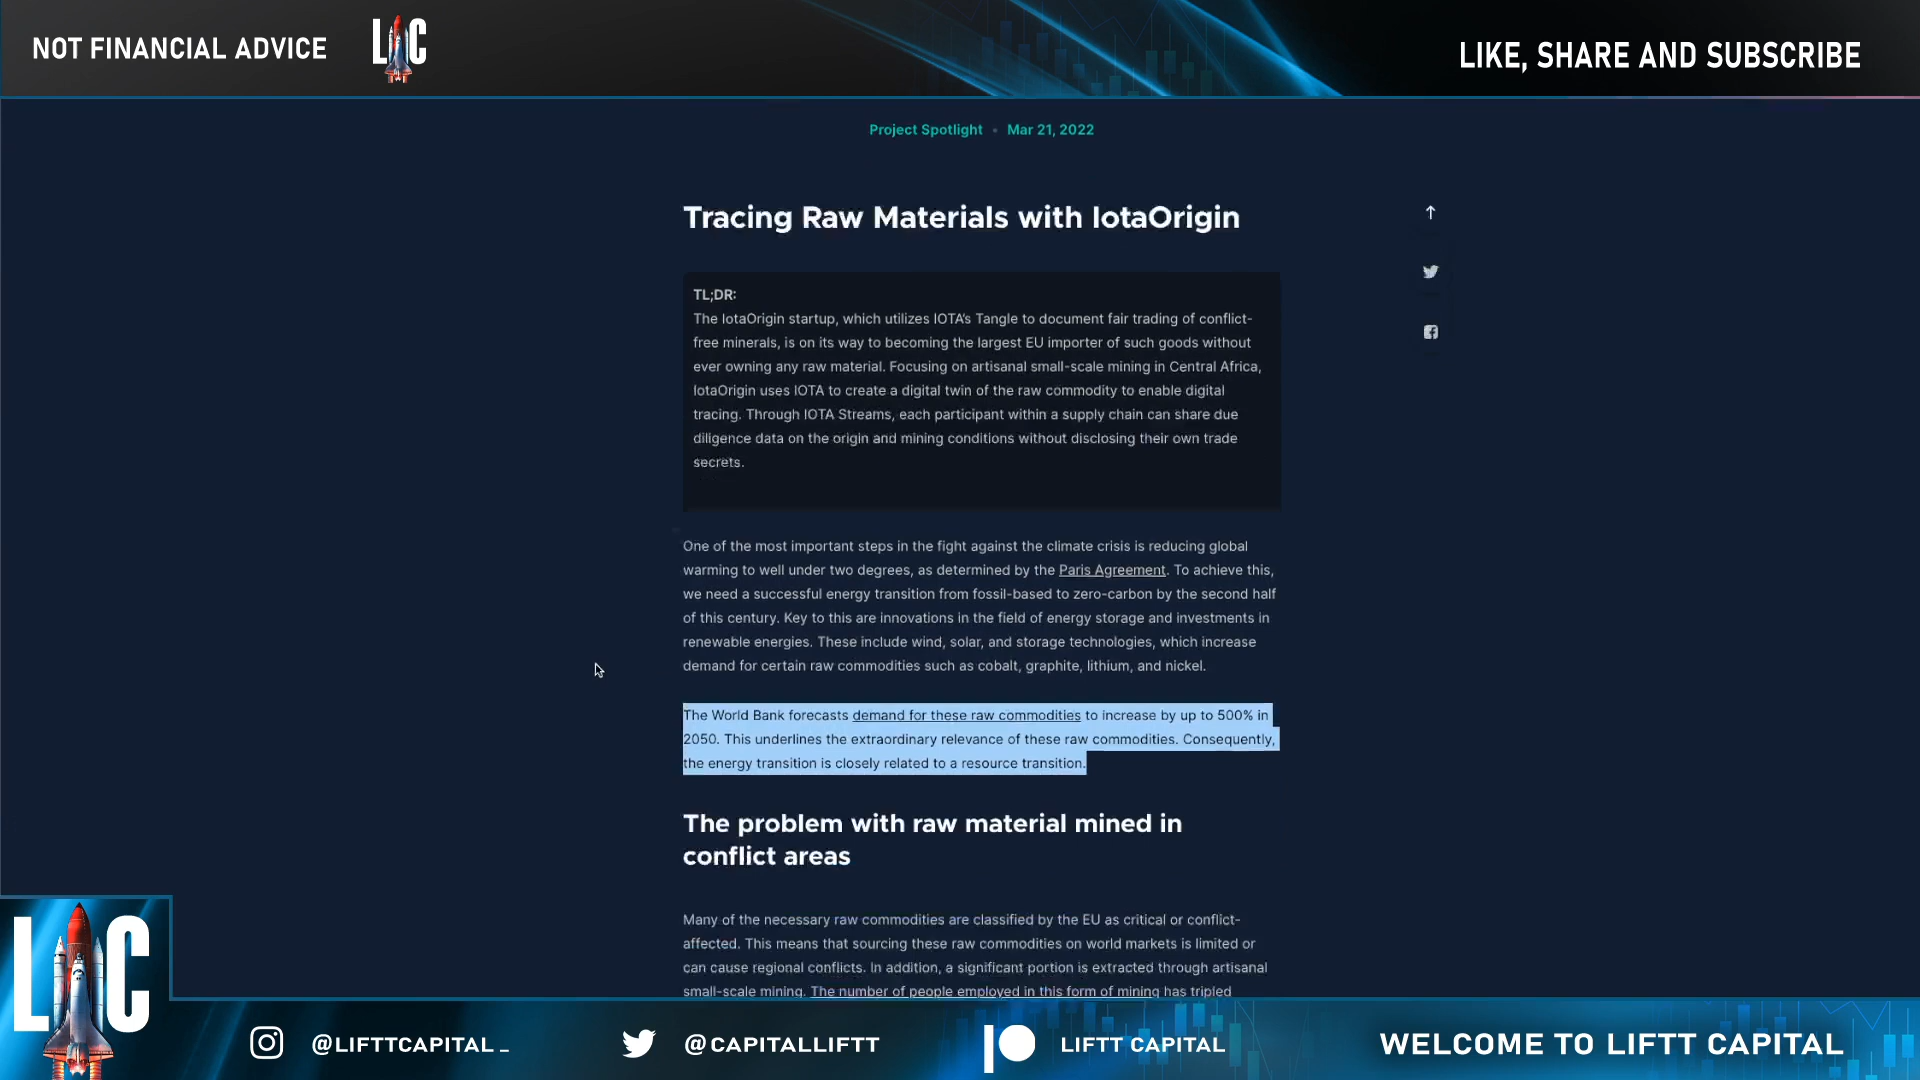 NOT FINANCIAL ADVICE
LC
LIKE, SHARE AND SUBSCRIBE
Project Spotlight • Mar 21, 2022
Tracing Raw Materials with IotaOrigin
TL;DR:
The IotaOrigin startup, which utilizes IOTA's Tangle to document fair trading of conflict-
free minerals, is on its way to becoming the largest EU importer of such goods without
ever owning any raw material. Focusing on artisanal small-scale mining in Central Africa,
IotaOrigin uses IOTA to create a digital twin of the raw commodity to enable digital
tracing. Through IOTA Streams, each participant within a supply chain can share due
diligence data on the origin and mining conditions without disclosing their own trade
secrets.
One of the most important steps in the fight against the climate crisis is reducing global
warming to well under two degrees, as determined by the Paris Agreement. To achieve this,
we need a successful energy transition from fossil-based to zero-carbon by the second half
of this century. Key to this are innovations in the field of energy storage and investments in
renewable energies. These include wind, solar, and storage technologies, which increase
demand for certain raw commodities such as cobalt, graphite, lithium, and nickel.
The World Bank forecasts demand for these raw commodities to increase by up to 500% in
2050. This underlines the extraordinary relevance of these raw commodities. Consequently,
the energy transition is closely related to a resource transition.
The problem with raw material mined in
conflict areas
Many of the necessary raw commodities are classified by the EU as critical or conflict-
affected. This means that sourcing these raw commodities on world markets is limited or
can cause regional conflicts. In addition, a significant portion is extracted through artisanal
small-scale mining. The number of people employed in this form of mining has tripled
LC
@LIFTTCAPITAL_
@CAPITALLIFTT
LIFTT CAPITAL
WELCOME TO LIFTT CAPITAL